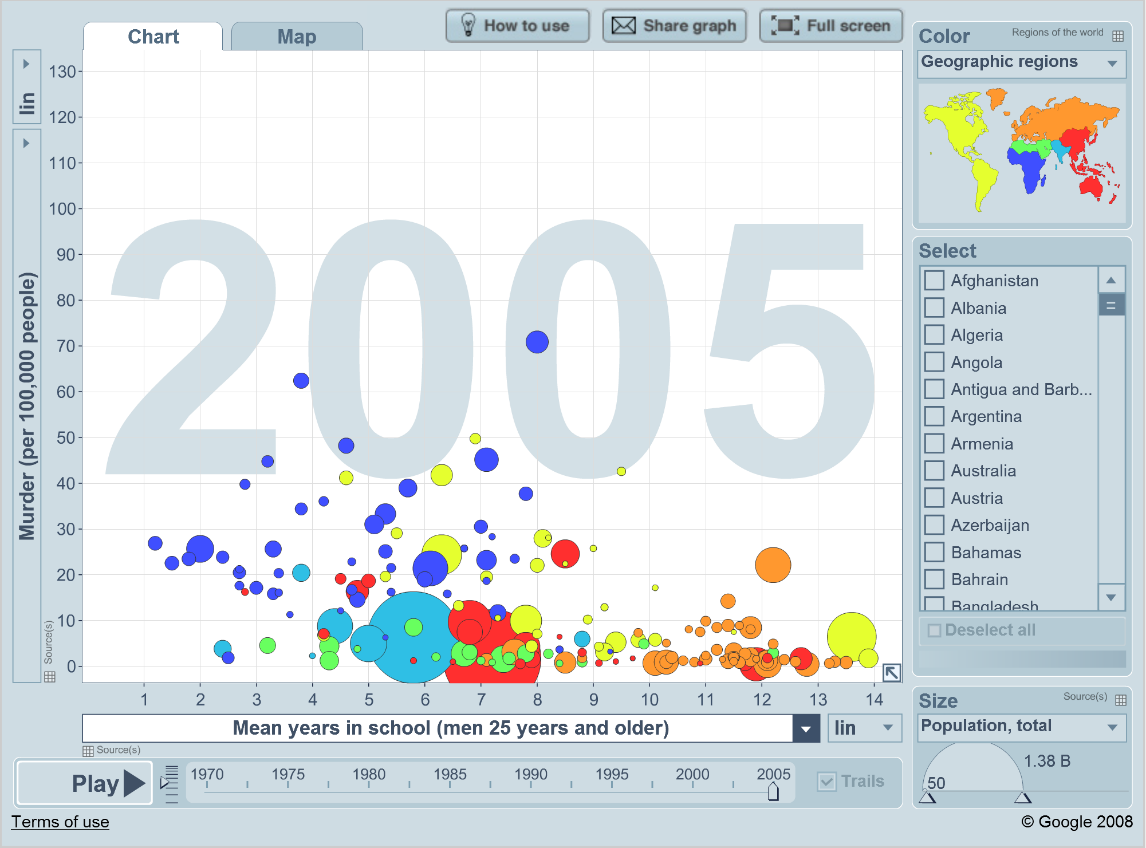 Chart
Map
How to use
Share graph
Full screen
lin
Murder (per 100,000 people)
Source(s)
130
120
110
100
90
80
70
60
50
40
30
20
10
0
2005
1 2 3 4 5 6 7 8 9 10 11 12 13 14
Mean years in school (men 25 years and older)
lin
Source(s)
Play
1970 1975 1980 1985 1990 1995 2000 2005
Trails
Color
Regions of the world
Geographic regions
Select
Afghanistan
Albania
Algeria
Angola
Antigua and Barb...
Argentina
Armenia
Australia
Austria
Azerbaijan
Bahamas
Bahrain
Bangladesh
Deselect all
Size
Source(s)
Population, total
1.38 B
50
Terms of use
© Google 2008